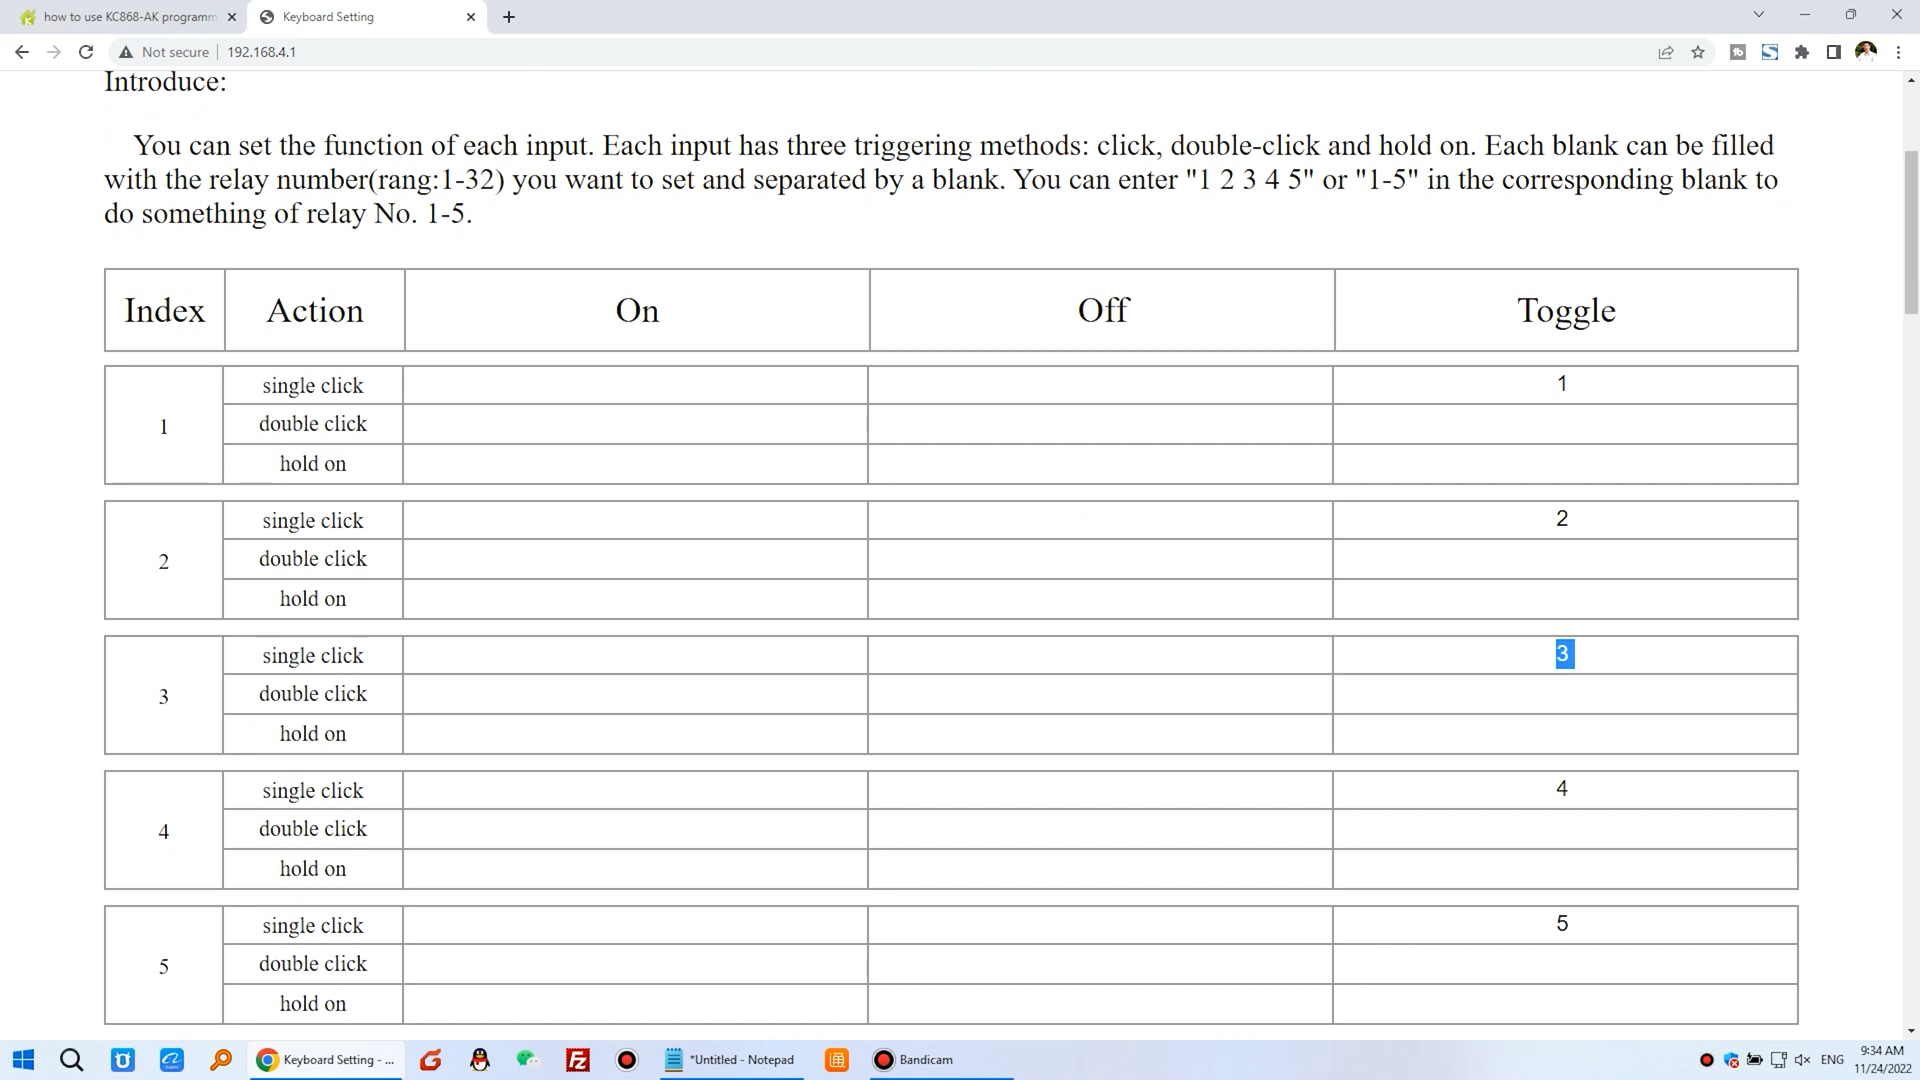 how to use KC868-AK programm
Keyboard Setting
Not secure
192.168.4.1
Introduce:
You can set the function of each input. Each input has three triggering methods: click, double-click and hold on. Each blank can be filled
with the relay number(rang:1-32) you want to set and separated by a blank. You can enter "1 2 3 4 5" or "1-5" in the corresponding blank to
do something of relay No. 1-5.
Index Action On Off Toggle
1
single click 1
double click
hold on
2
single click 2
double click
hold on
3
single click 3
double click
hold on
4
single click 4
double click
hold on
5
single click 5
double click
hold on
Keyboard Setting - ...
*Untitled - Notepad
Bandicam
ENG
9:34 AM
11/24/2022